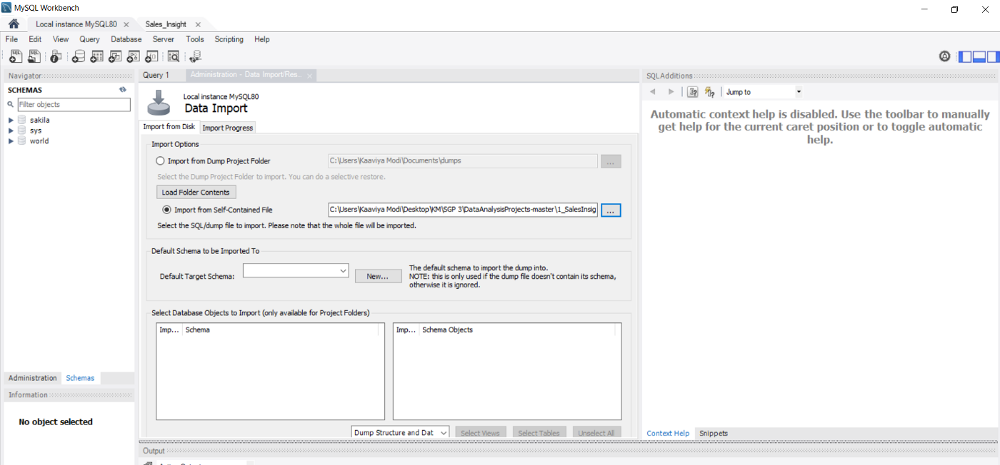 MySQL Workbench
Local instance MySQL80
Sales_Insight
File Edit View Query Database Server Tools Scripting Help
Navigator
SCHEMAS
Filter objects
sakila
sys
world
Administration Schemas
Information
No object selected
Query 1
Administration - Data Import/Res...
Local instance MySQL80
Data Import
Import from Disk Import Progress
Import Options
Import from Dump Project Folder
C:\Users\Kaaviya Modi\Documents\dumps
...
Select the Dump Project Folder to import. You can do a selective restore.
Load Folder Contents
Import from Self-Contained File
C:\Users\Kaaviya Modi\Desktop\KM\SGP 3\DataAnalysisProjects-master\1_SalesInsig
...
Select the SQL/dump file to import. Please note that the whole file will be imported.
Default Schema to be Imported To
Default Target Schema:
New...
The default schema to import the dump into.
NOTE: this is only used if the dump file doesn't contain its schema,
otherwise it is ignored.
Select Database Objects to Import (only available for Project Folders)
Imp... Schema
Imp... Schema Objects
Dump Structure and Dat
Select Views
Select Tables
Unselect All
Output
SQLAdditions
Jump to
Automatic context help is disabled. Use the toolbar to manually
get help for the current caret position or to toggle automatic
help.
Context Help Snippets